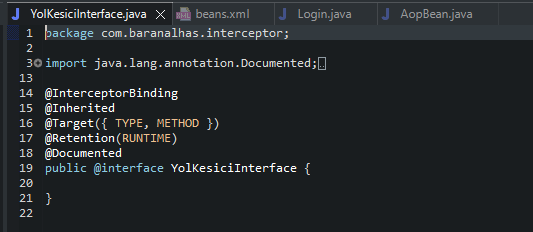 YolKesiciInterface.java beans.xml Login.java AopBean.java
1 package com.baranalhas.interceptor;
2
3 import java.lang.annotation.Documented;
13
14 @InterceptorBinding
15 @Inherited
16 @Target({ TYPE, METHOD })
17 @Retention(RUNTIME)
18 @Documented
19 public @interface YolKesiciInterface {
20
21 }
22